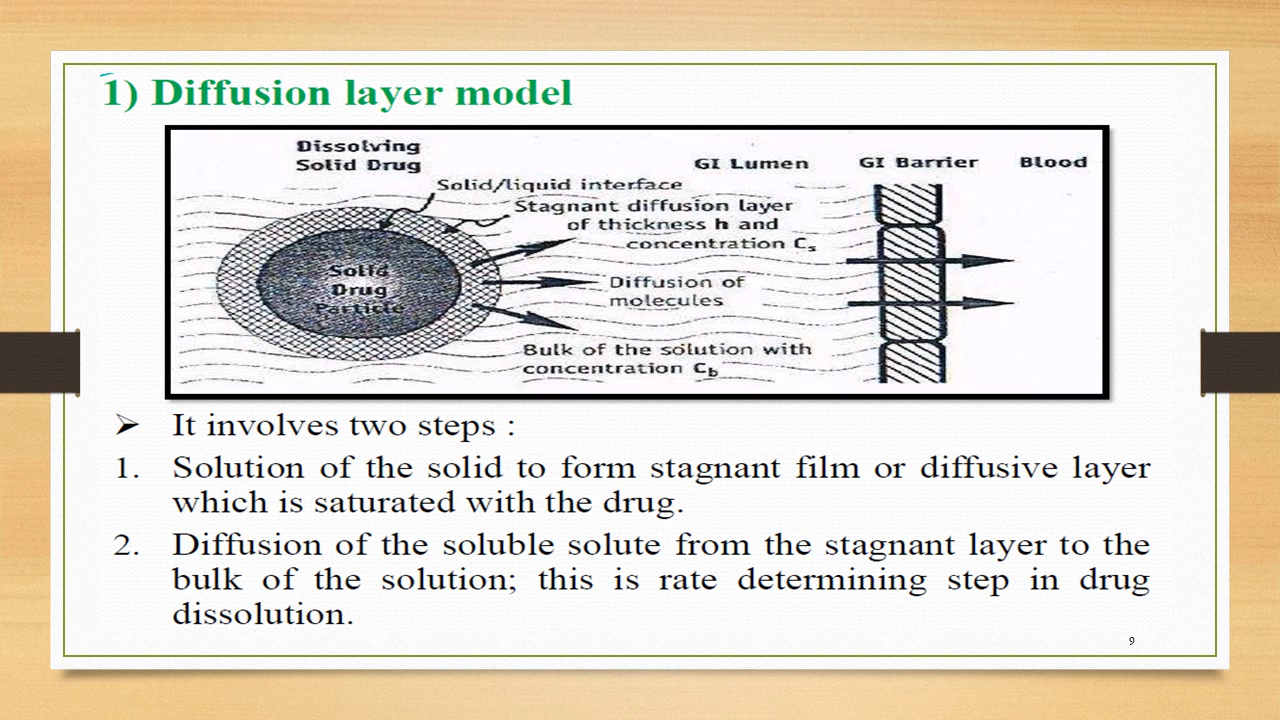 1) Diffusion layer model
Dissolving
Solid Drug
GI Lumen
GI Barrier
Blood
Solid/liquid interface
Stagnant diffusion layer
of thickness h and
concentration Cs
Solid
Drug
Particle
Diffusion of
molecules
Bulk of the solution with
concentration Cb
➢ It involves two steps :
1. Solution of the solid to form stagnant film or diffusive layer
which is saturated with the drug.
2. Diffusion of the soluble solute from the stagnant layer to the
bulk of the solution; this is rate determining step in drug
dissolution.
9